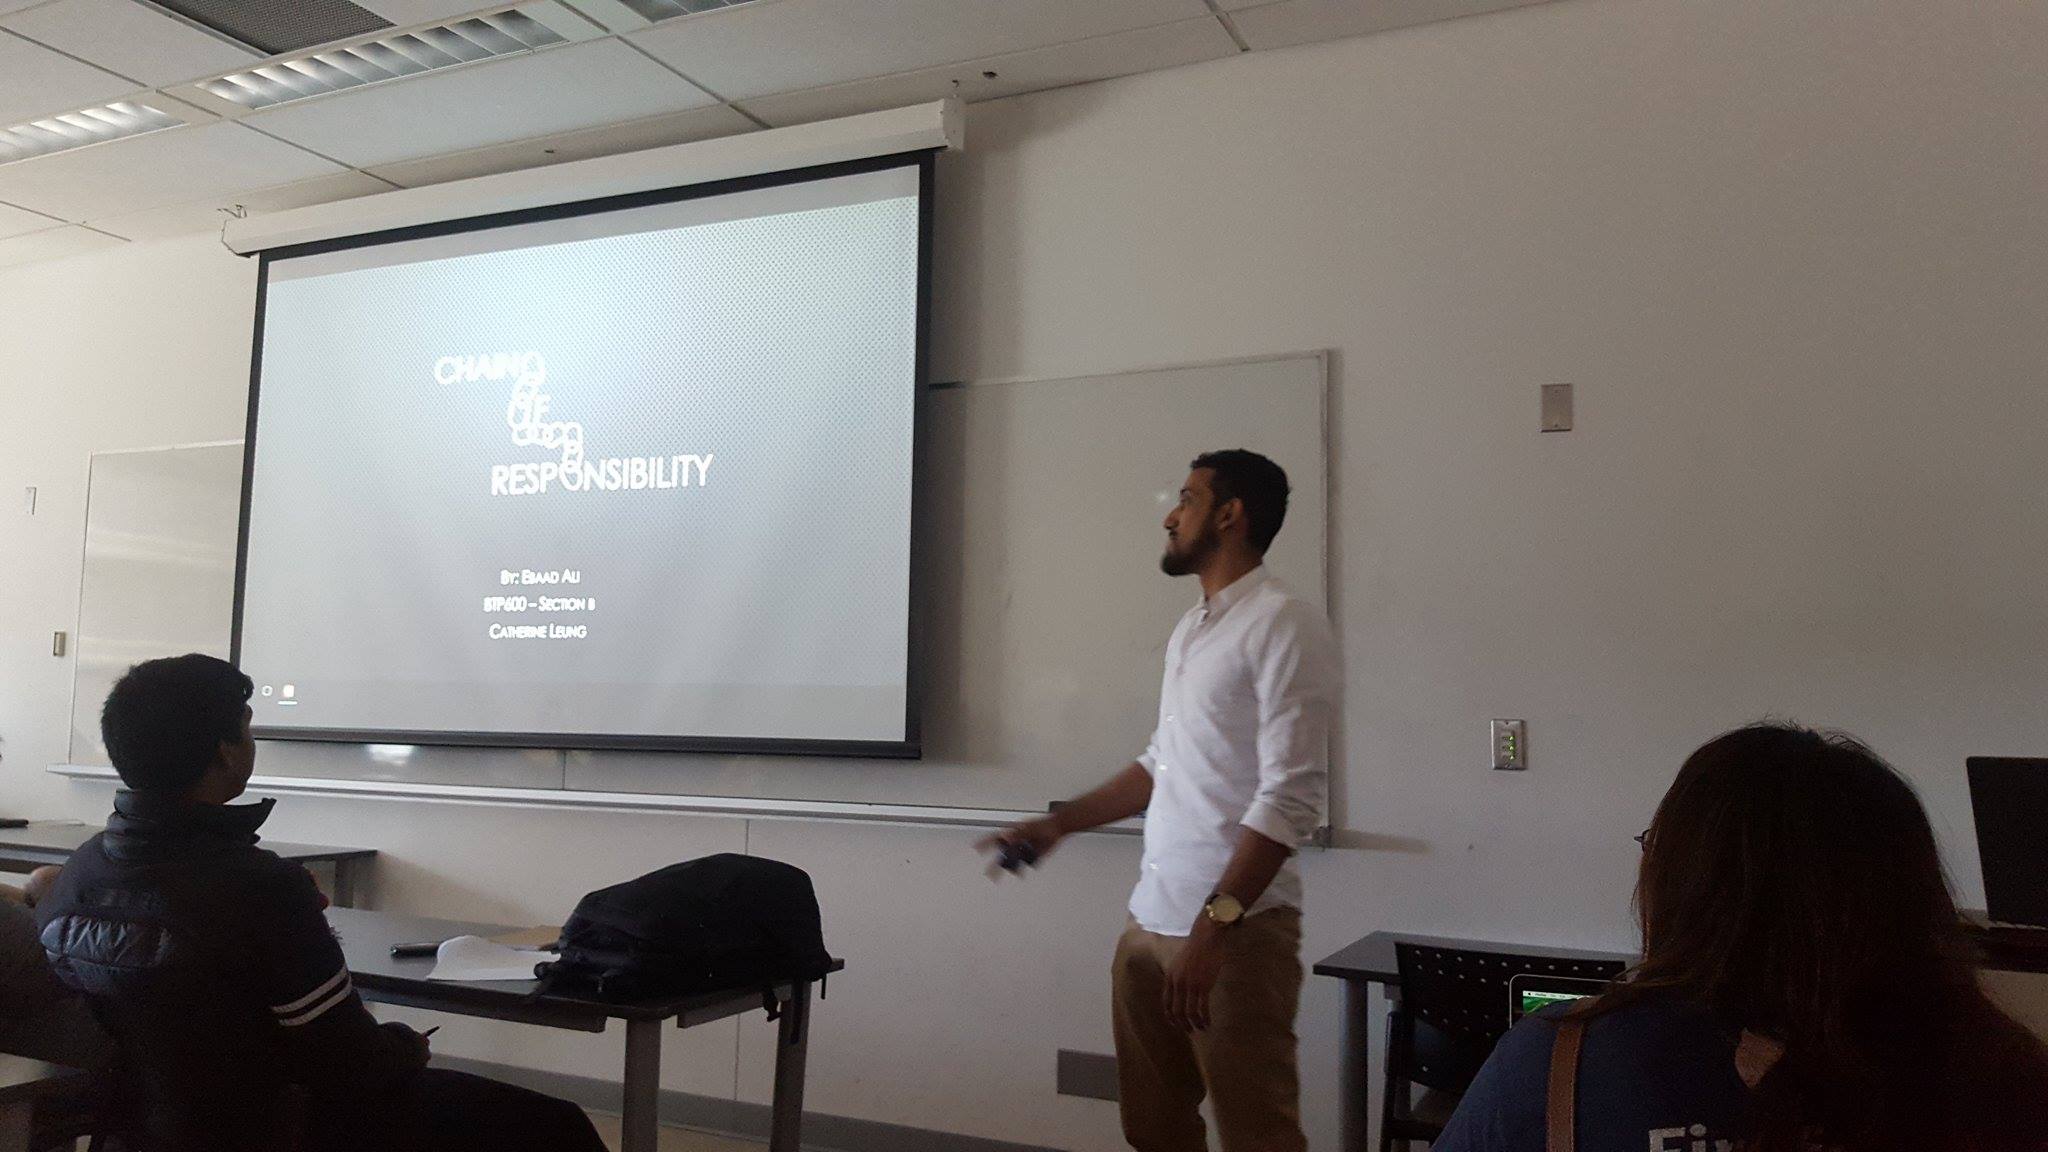 CHAIN
OF
RESPONSIBILITY
BY: EBAAD ALI
BTP600 – SECTION B
CATHERINE LEUNG